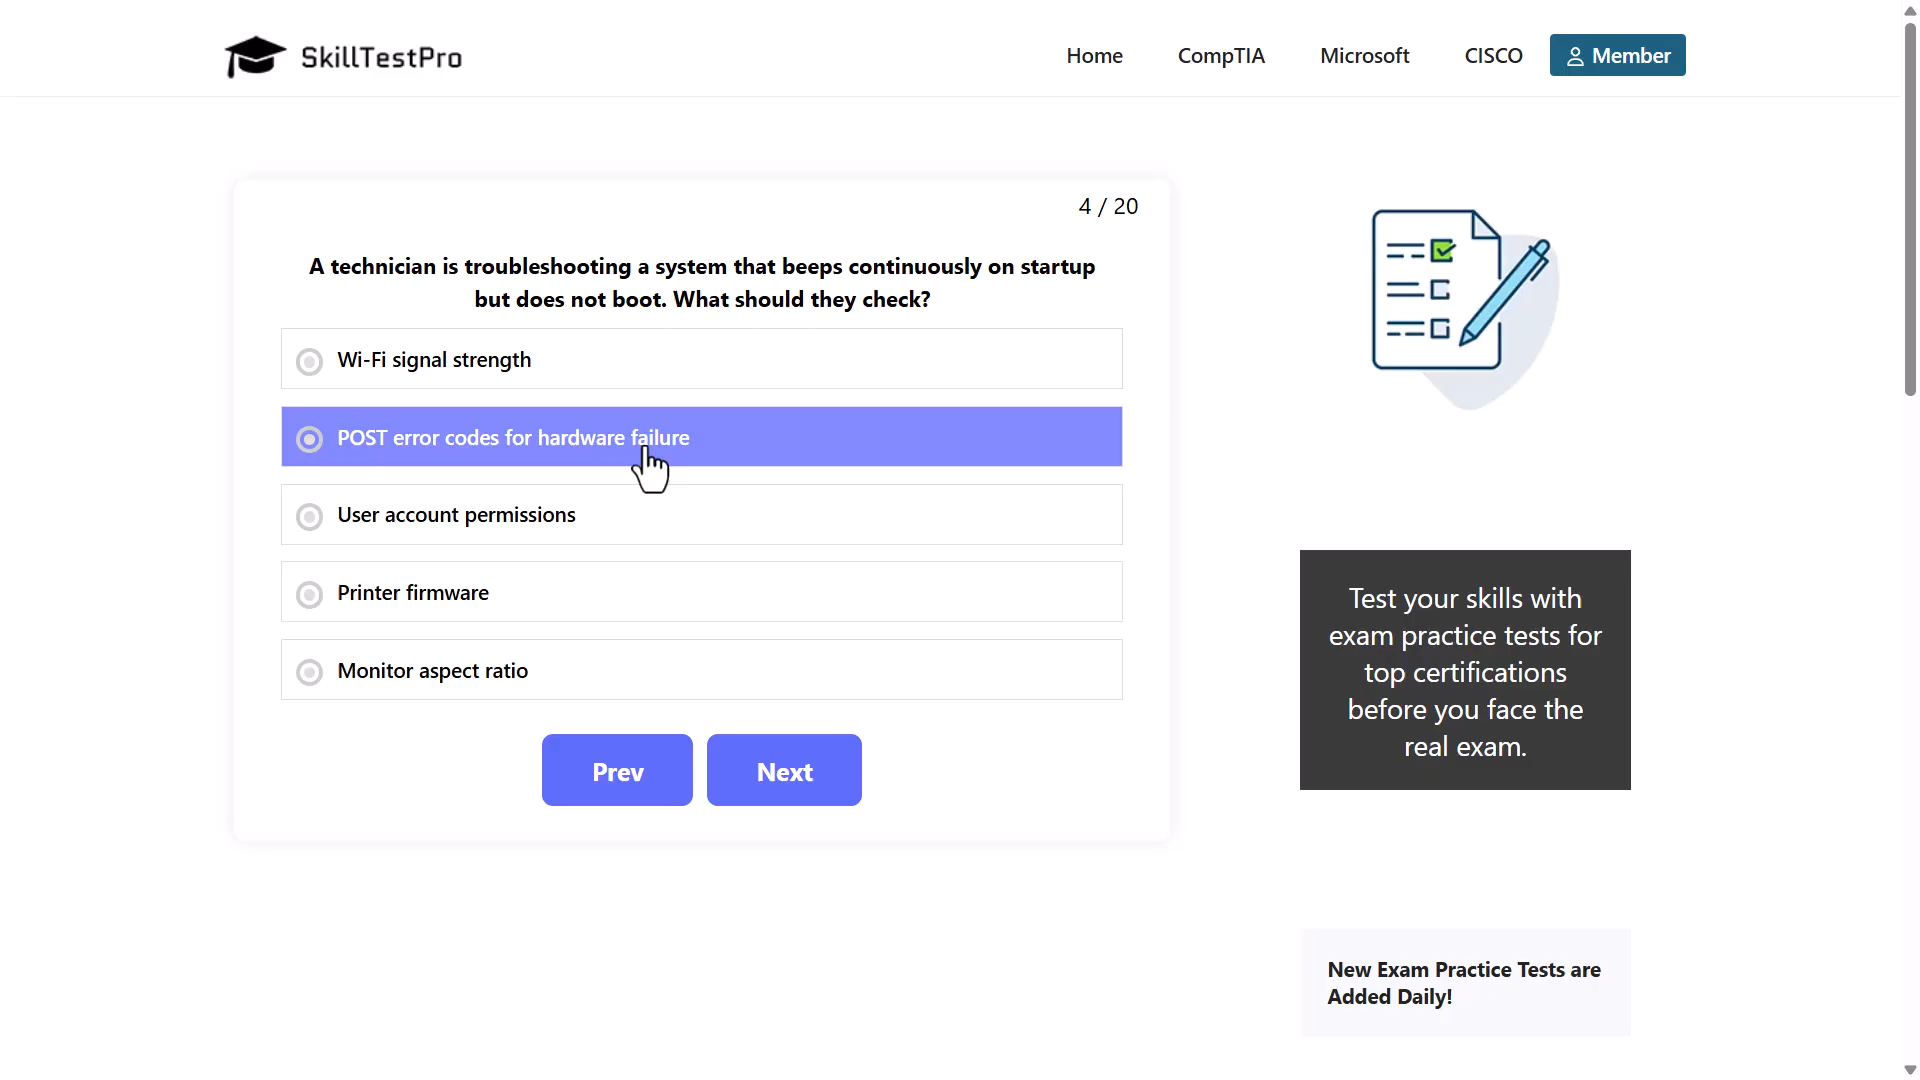 SkillTestPro
Home CompTIA Microsoft CISCO Member
4 / 20
A technician is troubleshooting a system that beeps continuously on startup
but does not boot. What should they check?
Wi-Fi signal strength
POST error codes for hardware failure
User account permissions
Printer firmware
Monitor aspect ratio
Prev Next
Test your skills with
exam practice tests for
top certifications
before you face the
real exam.
New Exam Practice Tests are
Added Daily!